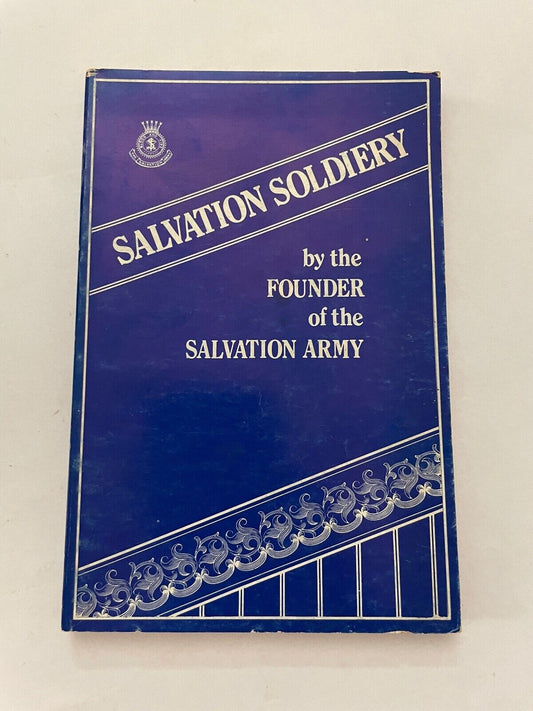 SALVATION SOLDIERY
by the
FOUNDER
of the
SALVATION ARMY